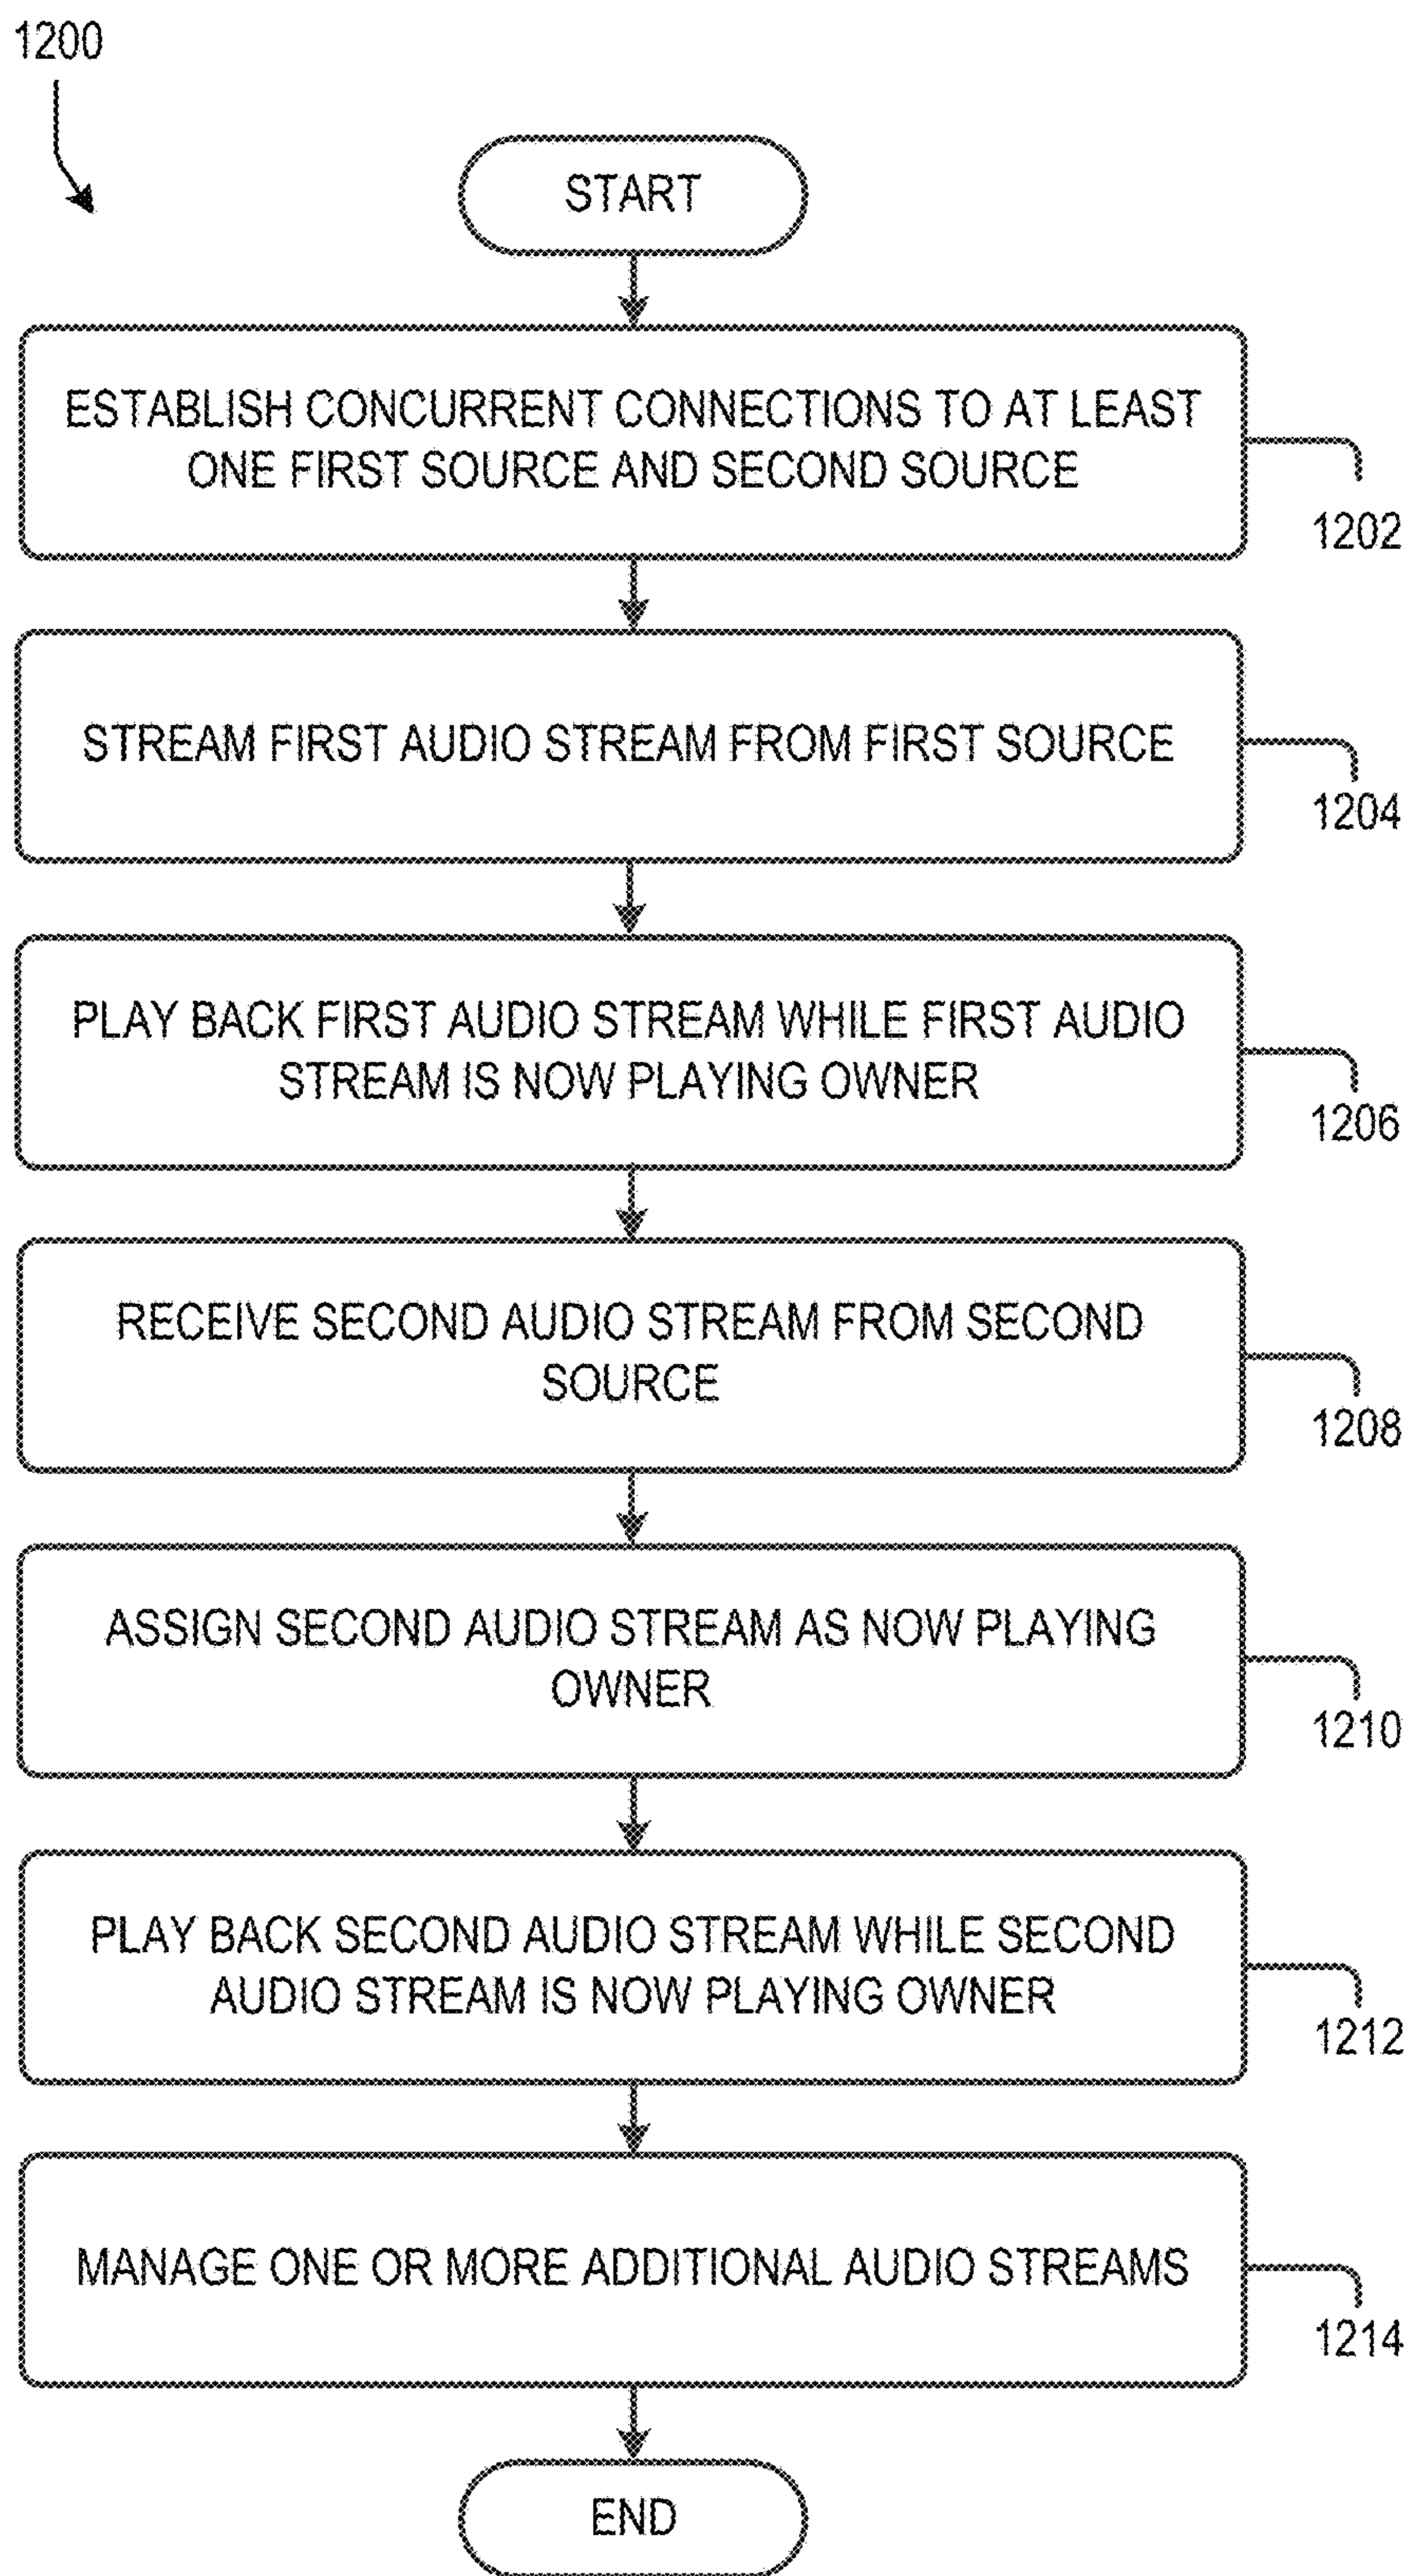 1200
START
ESTABLISH CONCURRENT CONNECTIONS TO AT LEAST
ONE FIRST SOURCE AND SECOND SOURCE
1202
STREAM FIRST AUDIO STREAM FROM FIRST SOURCE
1204
PLAY BACK FIRST AUDIO STREAM WHILE FIRST AUDIO
STREAM IS NOW PLAYING OWNER
1206
RECEIVE SECOND AUDIO STREAM FROM SECOND
SOURCE
1208
ASSIGN SECOND AUDIO STREAM AS NOW PLAYING
OWNER
1210
PLAY BACK SECOND AUDIO STREAM WHILE SECOND
AUDIO STREAM IS NOW PLAYING OWNER
1212
MANAGE ONE OR MORE ADDITIONAL AUDIO STREAMS
1214
END